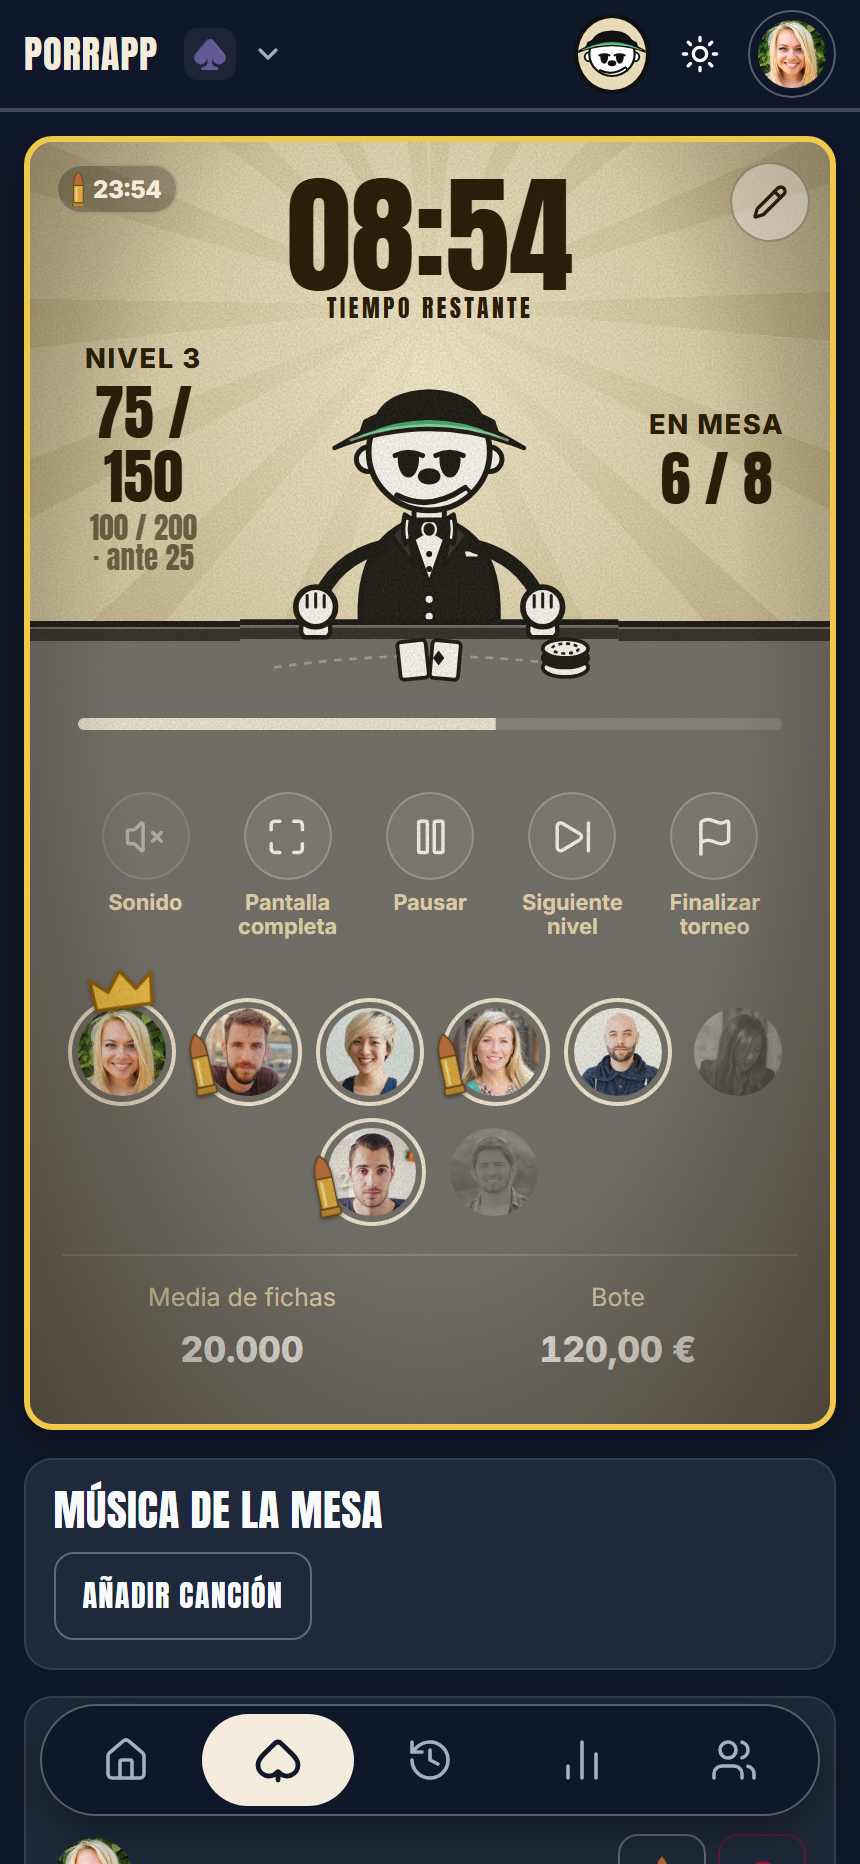 PORRAPP
23:54
08:54
TIEMPO RESTANTE
NIVEL 3
75 /
150
100 / 200
· ante 25
EN MESA
6 / 8
Sonido
Pantalla
completa
Pausar
Siguiente
nivel
Finalizar
torneo
Media de fichas
20.000
Bote
120,00 €
MÚSICA DE LA MESA
AÑADIR CANCIÓN